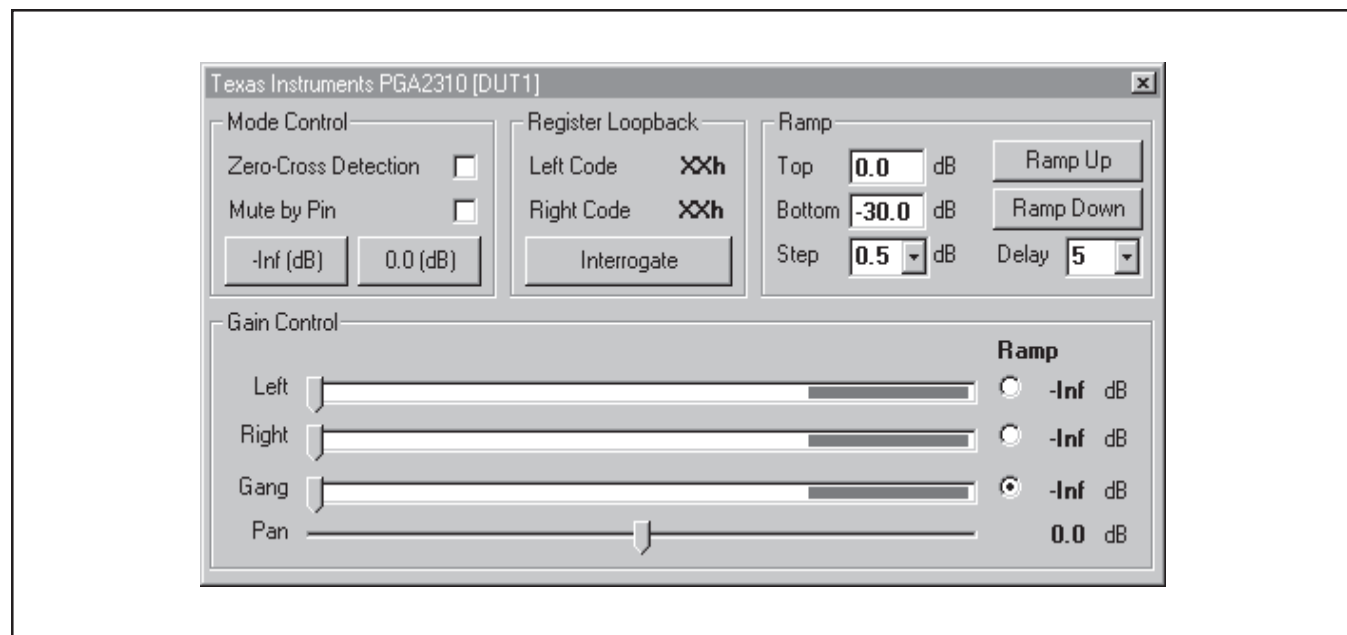 Texas Instruments PGA2310 [DUT1]
Mode Control
Zero-Cross Detection
Mute by Pin
-Inf (dB)
0.0 (dB)
Register Loopback
Left Code XXh
Right Code XXh
Interrogate
Ramp
Top 0.0 dB
Bottom -30.0 dB
Step 0.5 dB
Ramp Up
Ramp Down
Delay 5
Gain Control
Ramp
Left -Inf dB
Right -Inf dB
Gang -Inf dB
Pan 0.0 dB